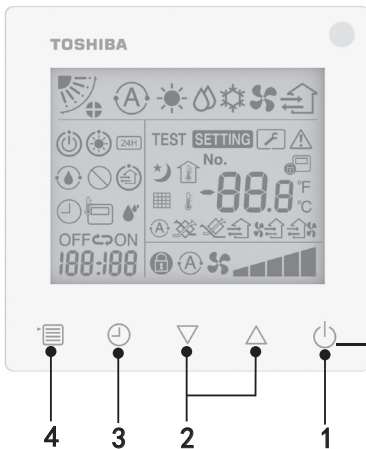 TOSHIBA
A
24H
TEST SETTING
No.
-88.8 °F
°C
A
OFF ON
188:188
A
4 3 2 1